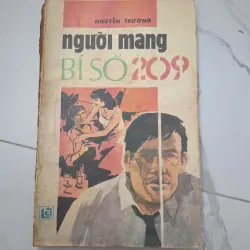 NGUYỄN TRƯỜNG
người mang
BÍ SỐ 209